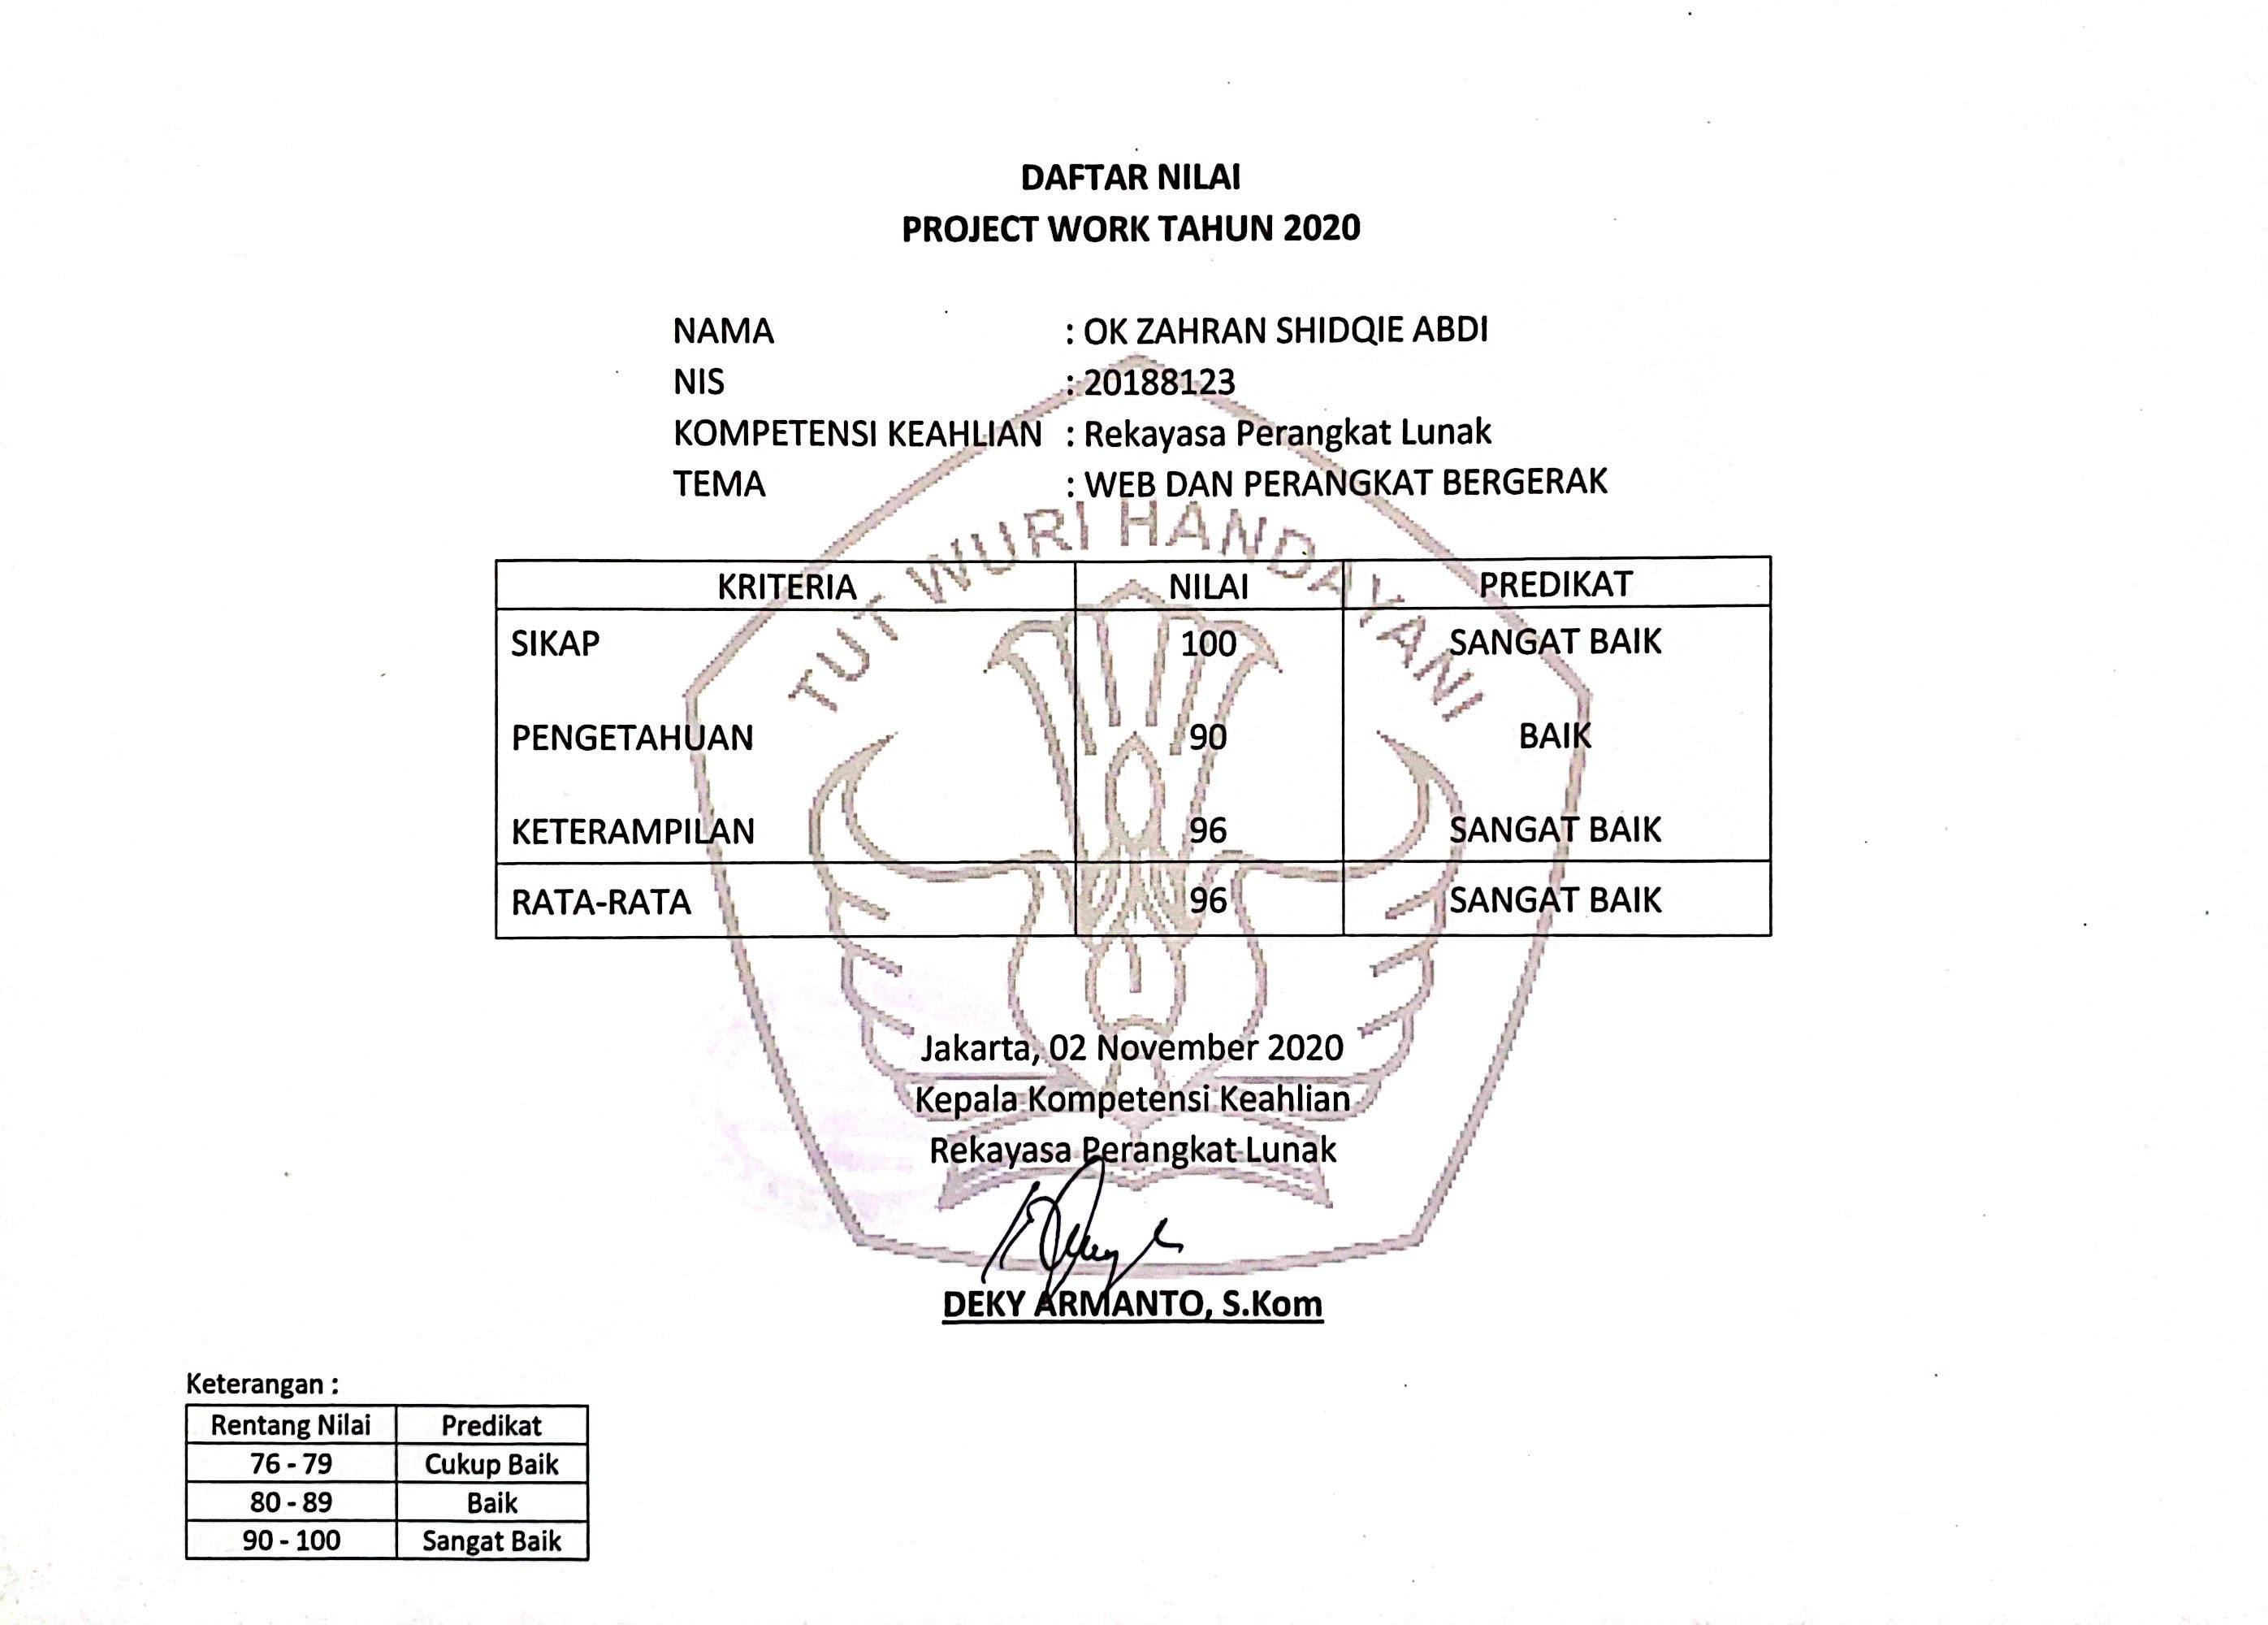 DAFTAR NILAI
PROJECT WORK TAHUN 2020
NAMA : OK ZAHRAN SHIDQIE ABDI
NIS : 20188123
KOMPETENSI KEAHLIAN : Rekayasa Perangkat Lunak
TEMA : WEB DAN PERANGKAT BERGERAK
TUT WURI HANDAYANI
KRITERIA NILAI PREDIKAT
SIKAP 100 SANGAT BAIK
PENGETAHUAN 90 BAIK
KETERAMPILAN 96 SANGAT BAIK
RATA-RATA 96 SANGAT BAIK
Jakarta, 02 November 2020
Kepala Kompetensi Keahlian
Rekayasa Perangkat Lunak
DEKY ARMANTO, S.Kom
Keterangan :
Rentang Nilai Predikat
76 - 79 Cukup Baik
80 - 89 Baik
90 - 100 Sangat Baik